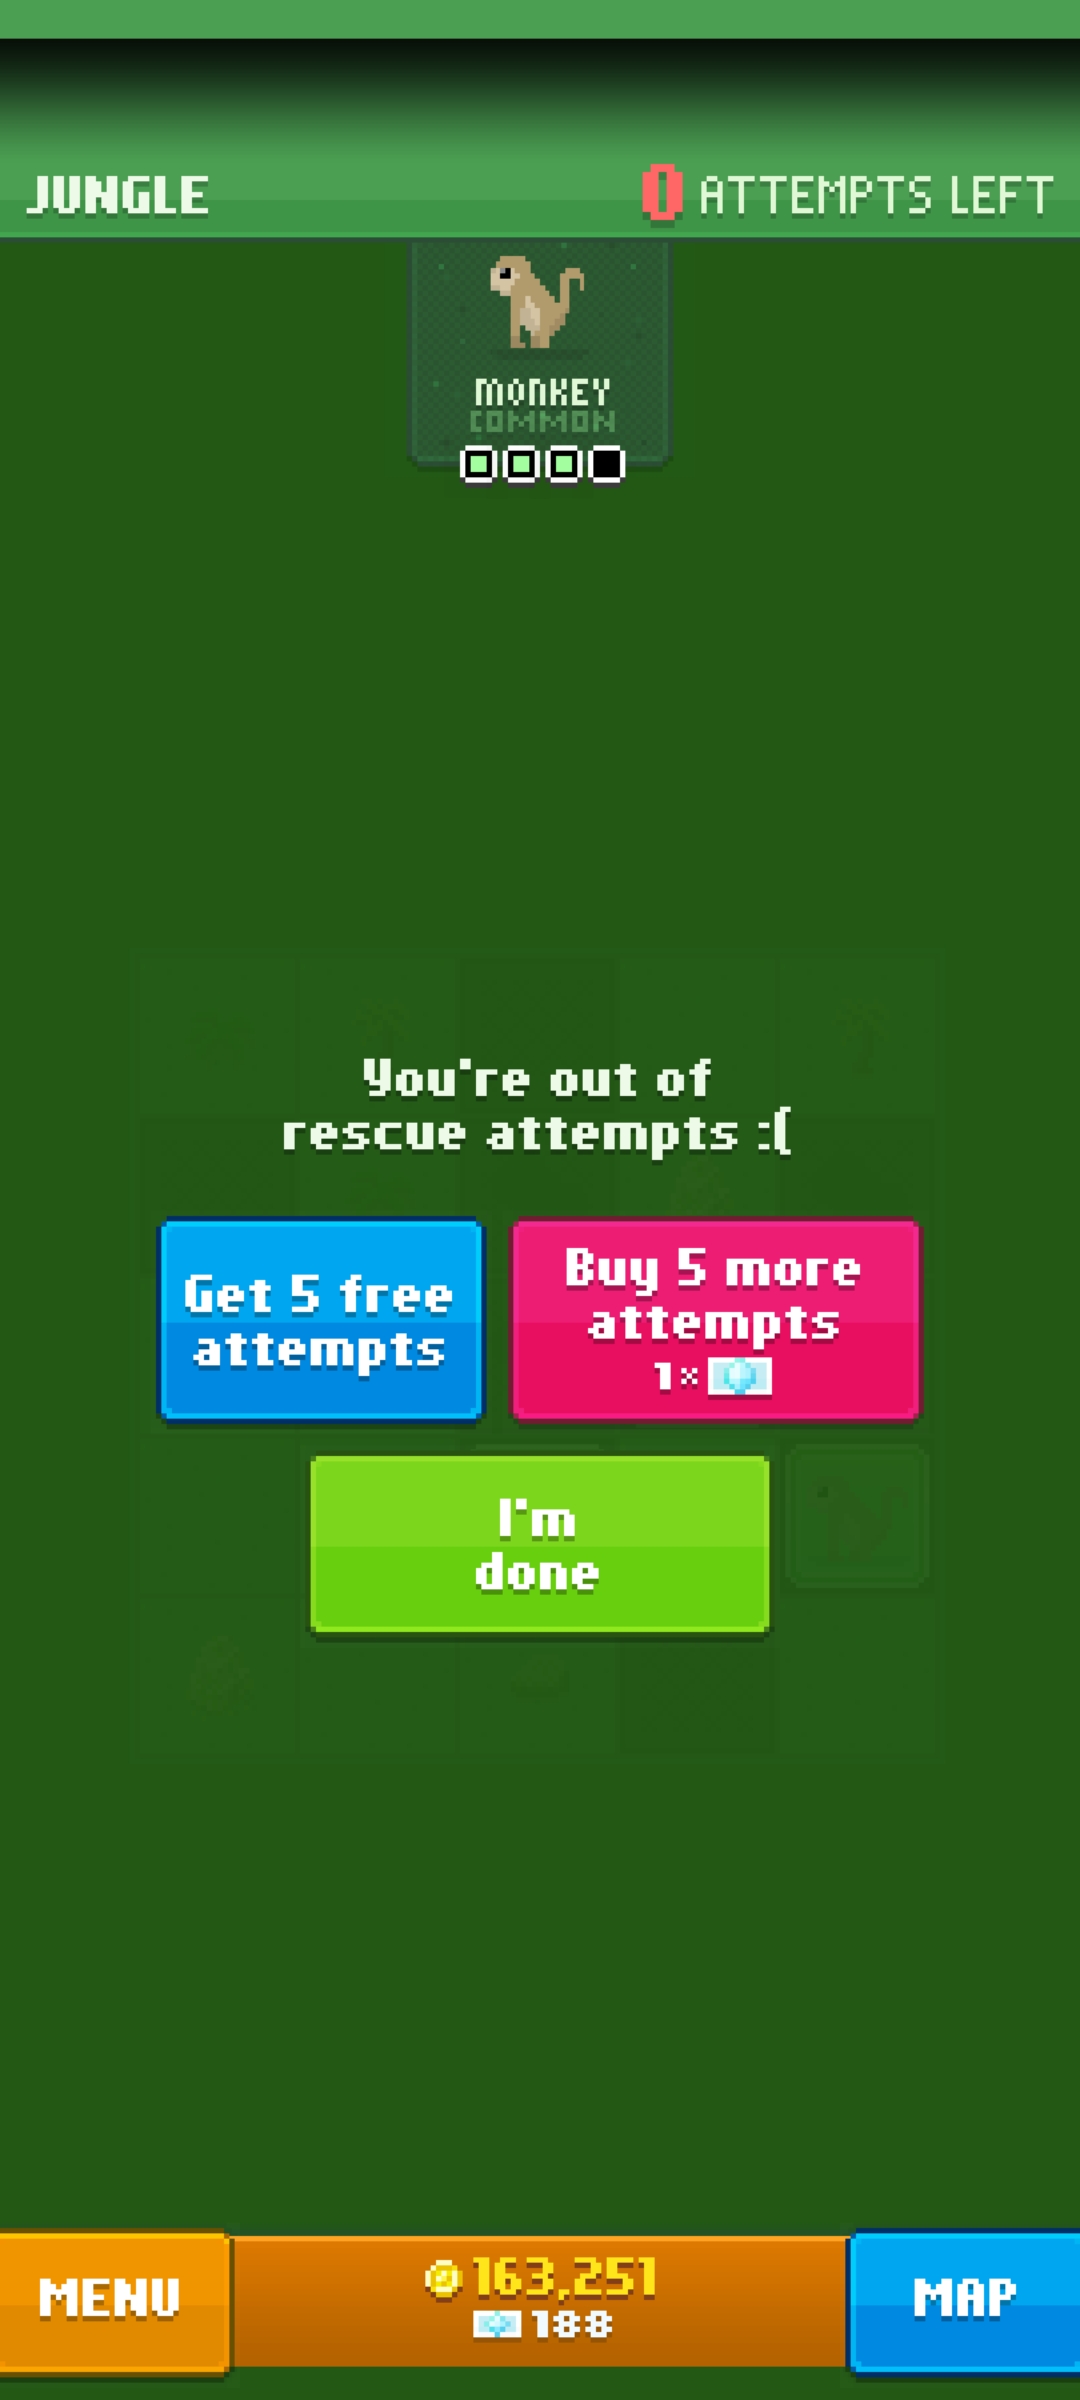 JUNGLE
0 ATTEMPTS LEFT
MONKEY
COMMON
You're out of
rescue attempts :(
Get 5 free
attempts
Buy 5 more
attempts
1×
I'm
done
MENU
163,251
188
MAP